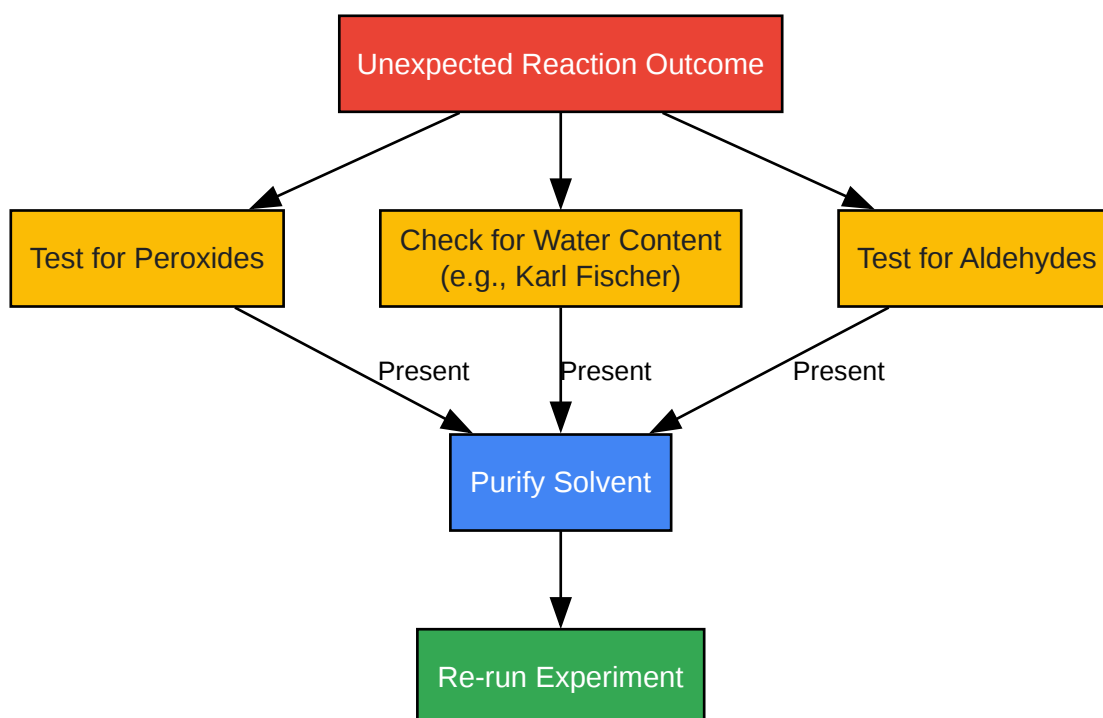 Unexpected Reaction Outcome
Test for Peroxides
Check for Water Content
(e.g., Karl Fischer)
Test for Aldehydes
Present
Present
Present
Purify Solvent
Re-run Experiment